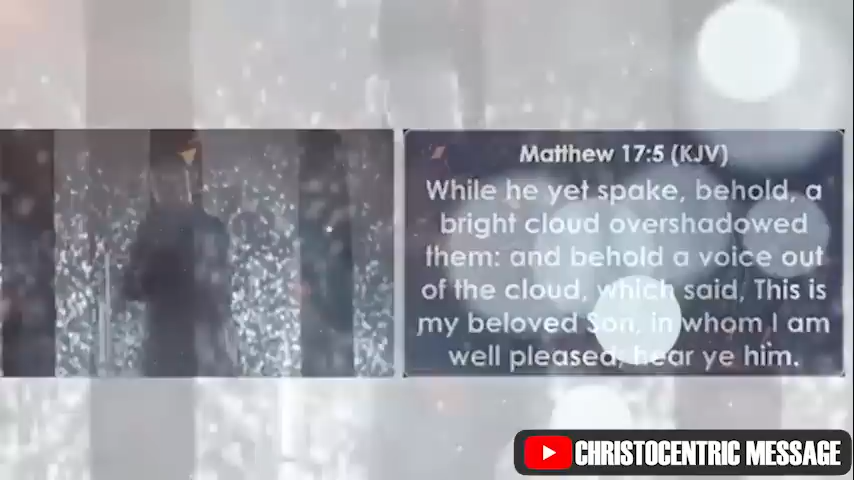 Matthew 17:5 (KJV)
While he yet spake, behold, a
bright cloud overshadowed
them: and behold a voice out
of the cloud, which said, This is
my beloved Son, in whom I am
well pleased; hear ye him.
CHRISTOCENTRIC MESSAGE